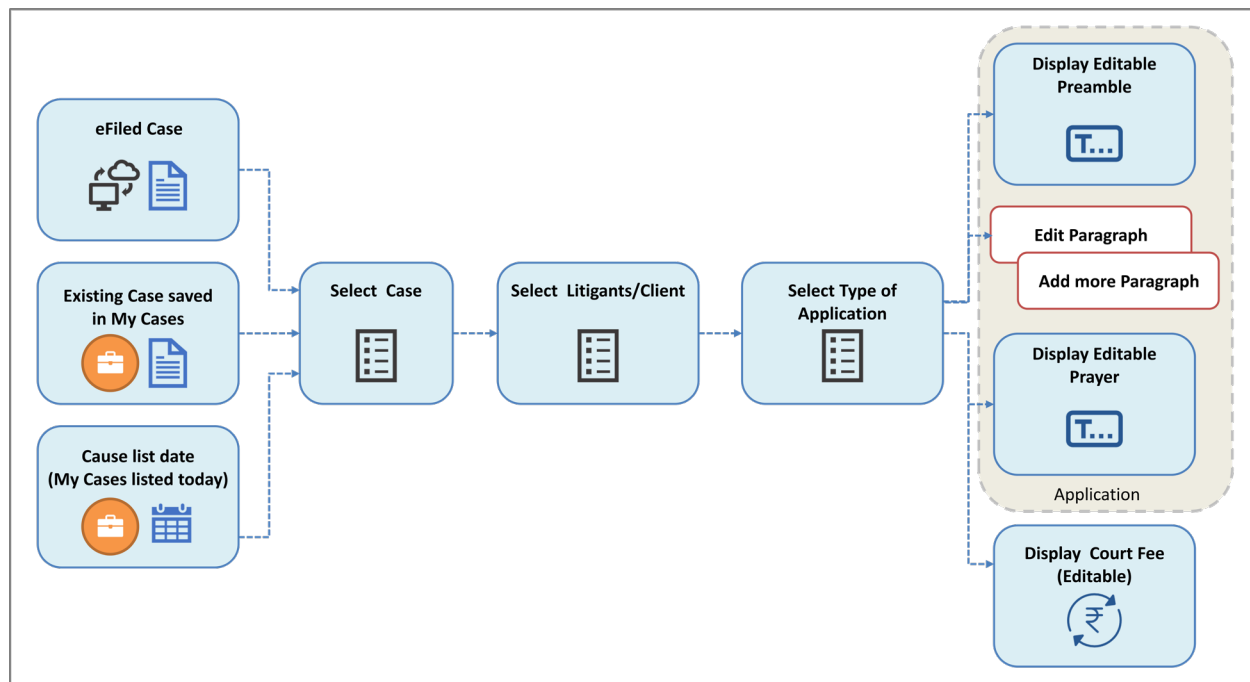 eFiled Case
Existing Case saved
in My Cases
Cause list date
(My Cases listed today)
Select Case
Select Litigants/Client
Select Type of
Application
Display Editable
Preamble
T...
Edit Paragraph
Add more Paragraph
Display Editable
Prayer
T...
Application
Display Court Fee
(Editable)
₹